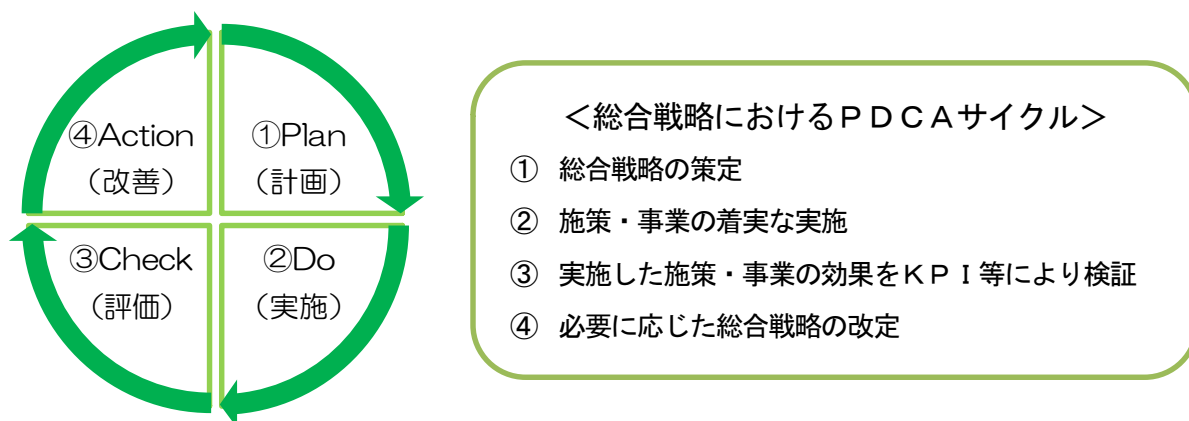 ④Action
（改善）
①Plan
（計画）
③Check
（評価）
②Do
（実施）
＜総合戦略におけるＰＤＣＡサイクル＞
① 総合戦略の策定
② 施策・事業の着実な実施
③ 実施した施策・事業の効果をＫＰＩ等により検証
④ 必要に応じた総合戦略の改定